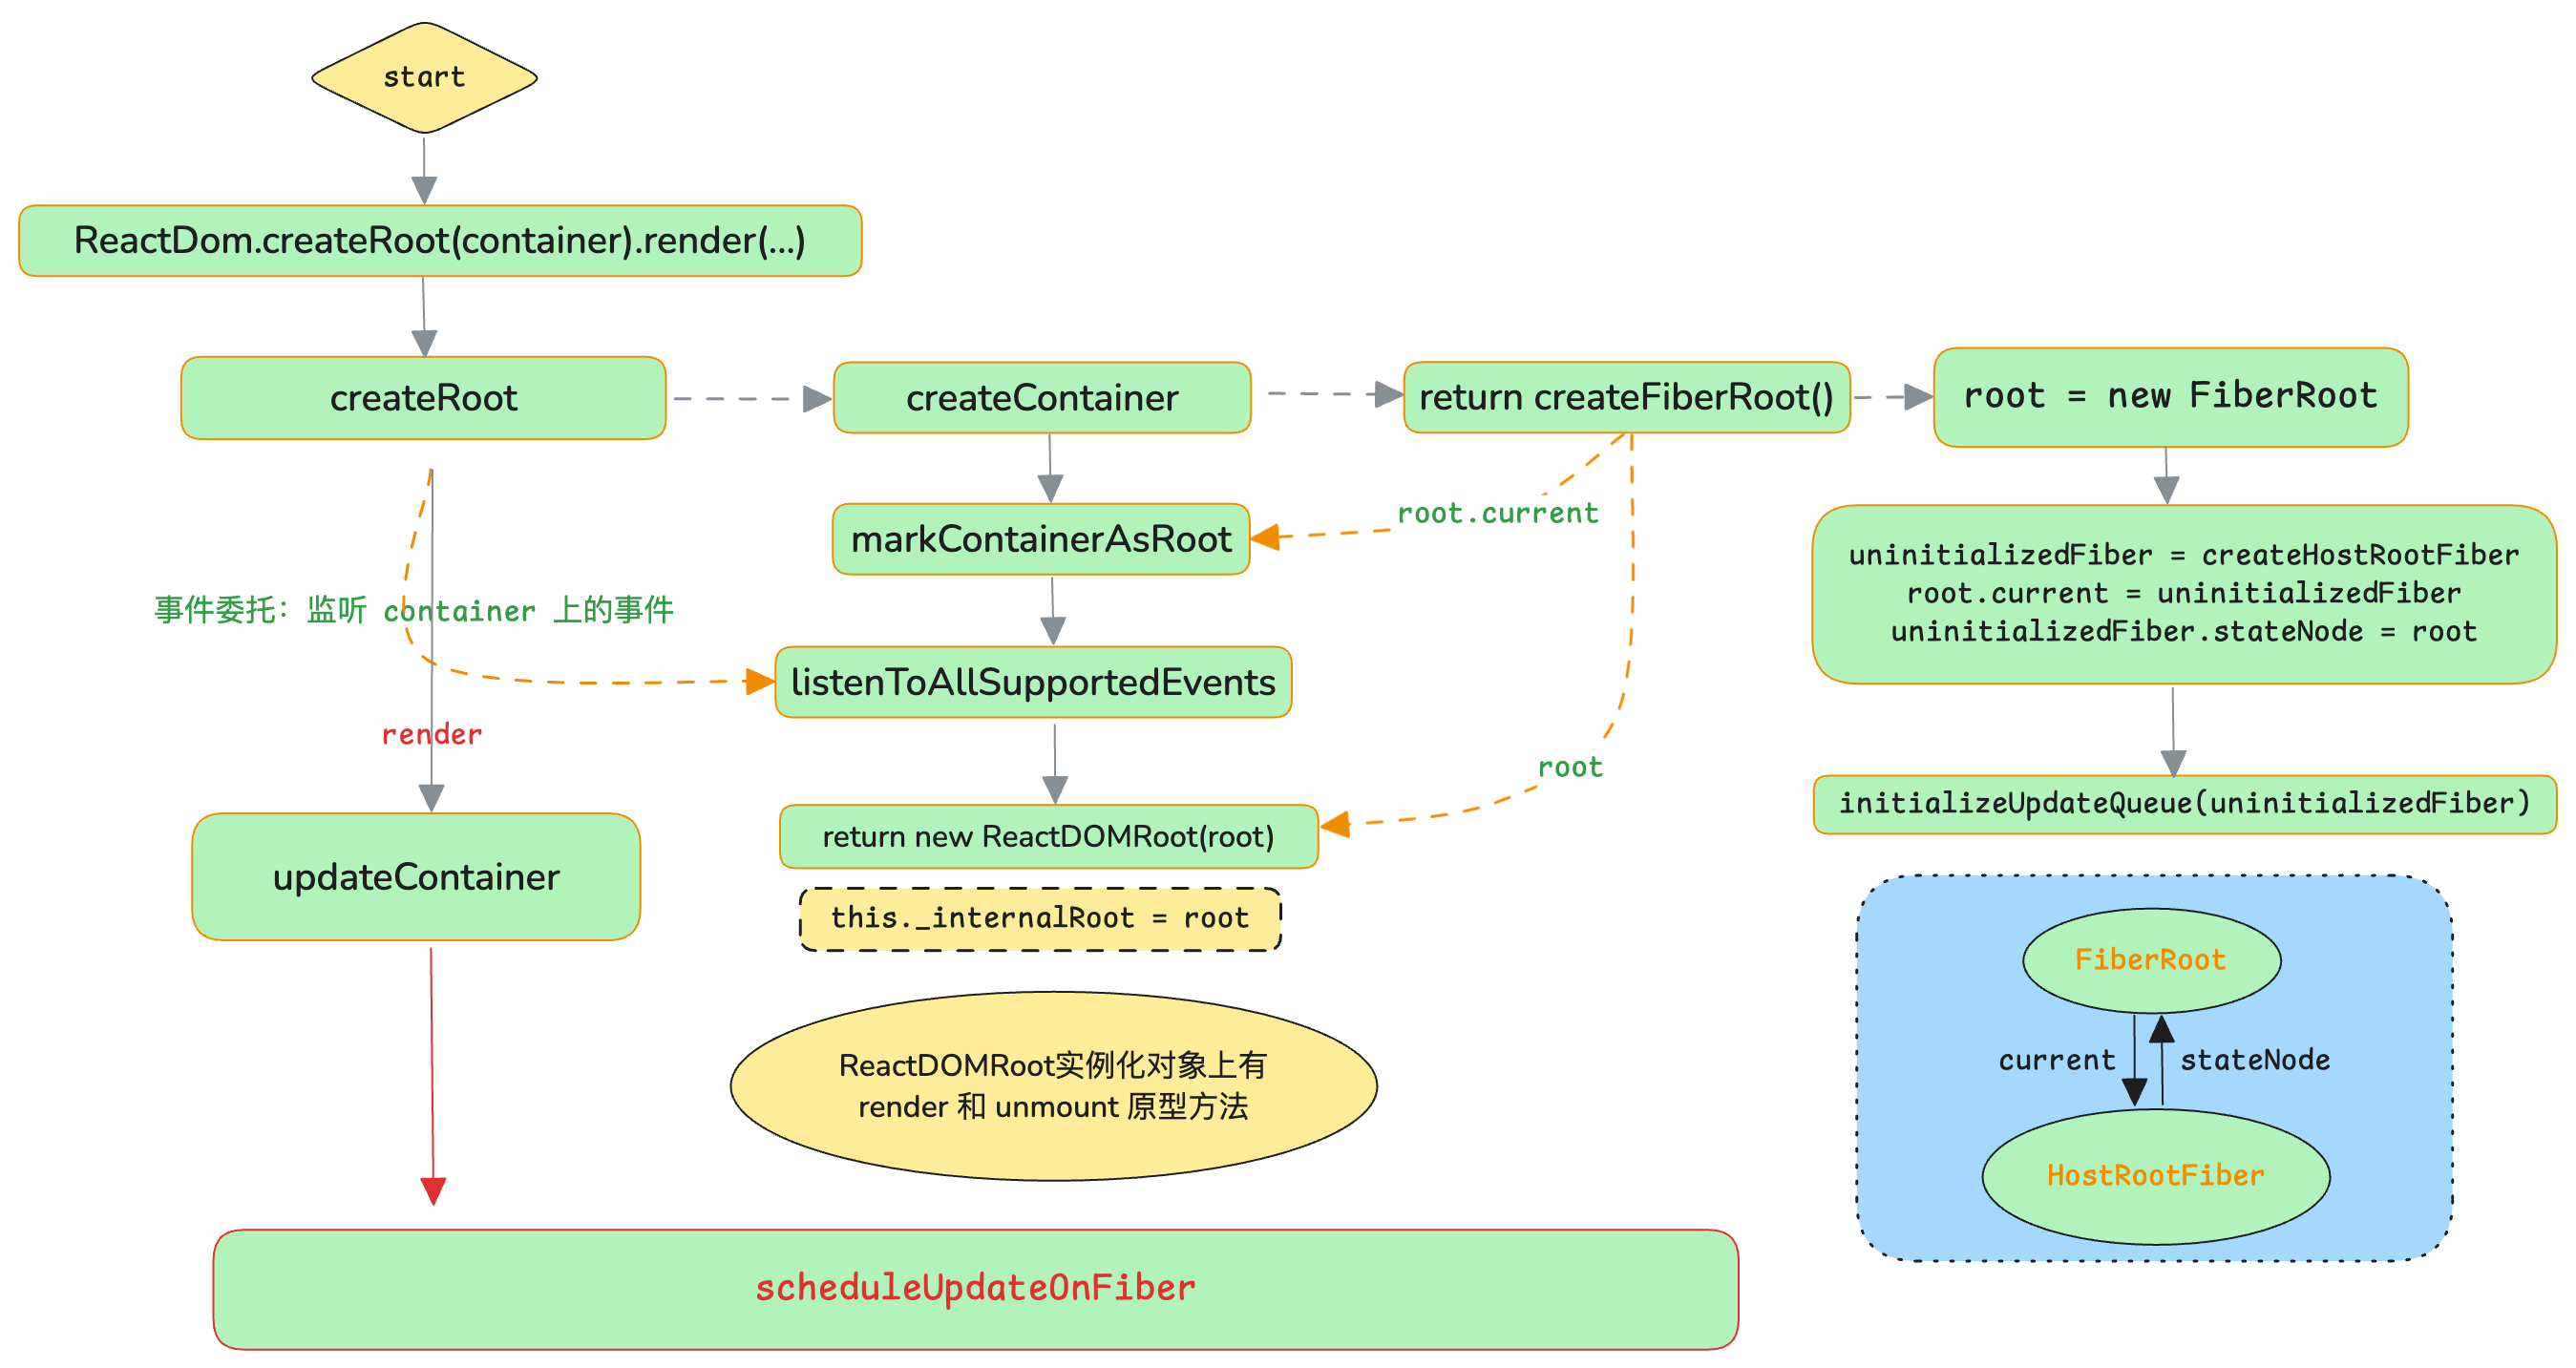 start
ReactDom.createRoot(container).render(...)
createRoot
createContainer
return createFiberRoot()
root = new FiberRoot
markContainerAsRoot
root.current
uninitializedFiber = createHostRootFiber
root.current = uninitializedFiber
uninitializedFiber.stateNode = root
事件委托：监听 container 上的事件
listenToAllSupportedEvents
render
root
initializeUpdateQueue(uninitializedFiber)
return new ReactDOMRoot(root)
updateContainer
this._internalRoot = root
FiberRoot
current
stateNode
HostRootFiber
ReactDOMRoot实例化对象上有
render 和 unmount 原型方法
scheduleUpdateOnFiber